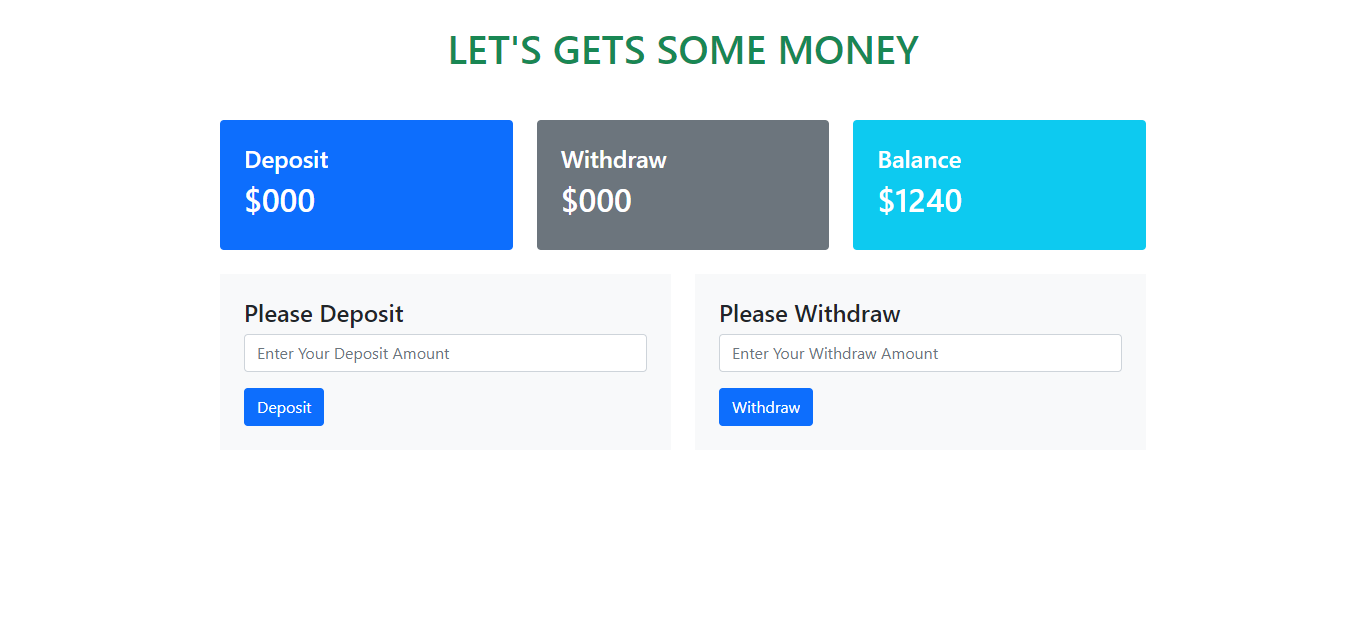 LET'S GETS SOME MONEY
Deposit
$000
Withdraw
$000
Balance
$1240
Please Deposit
Enter Your Deposit Amount
Deposit
Please Withdraw
Enter Your Withdraw Amount
Withdraw